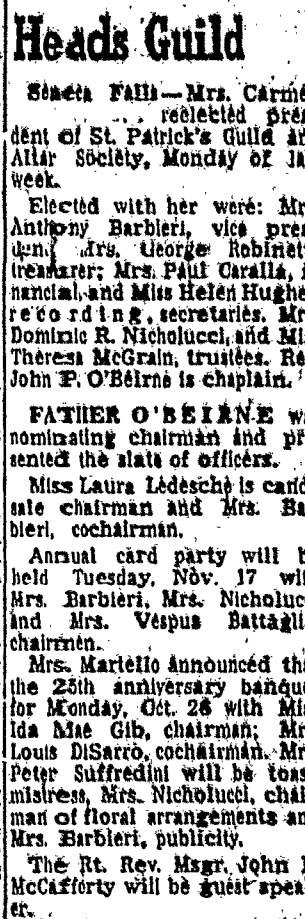 Heads Guild
Seneca Falls—Mrs. Carme
reelected pres
dent of St. Patrick's Guild an
Altar Society, Monday of la
week.
Elected with her were: Mr
Anthony Barbieri, vice pres
den Mrs. George Robinet
treasurer; Mrs. Paul Caralla,
nancial, and Miss Helen Hughe
recording, secretaries. Mr
Dominic R. Nicholucci, and Mi
Theresa McGrain, trustees. Re
John P. O'Beirne is chaplain.
FATHER O'BEIRNE w
nominating chairman and pr
sented the slate of officers.
Miss Laura Ledesche is cand
sale chairman and Mrs. Ba
bieri, cochairman.
Annual card party will b
held Tuesday, Nov. 17 wi
Mrs. Barbieri, Mrs. Nicholuc
and Mrs. Vespus Battagli
chairmen.
Mrs. Martello announced th
the 25th anniversary banque
for Monday, Oct. 26 with Mi
Ida Mae Gib, chairman; Mr
Louis DiSarro, cochairman. Mr
Peter Suffredini will be toas
mistress, Mrs. Nicholucci, chai
man of floral arrangements an
Mrs. Barbieri, publicity.
The Rt. Rev. Msgr. John
McCafferty will be guest spea
er.